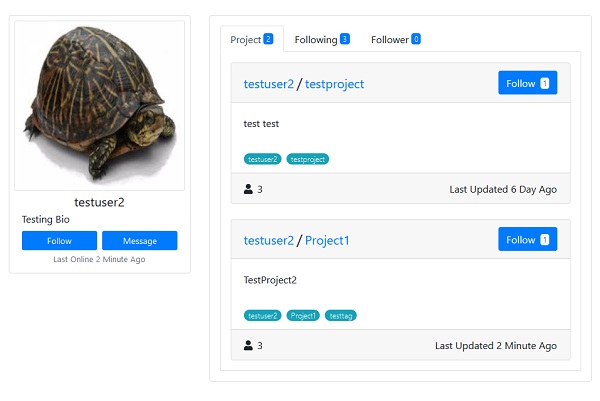 testuser2
Testing Bio
Follow Message
Last Online 2 Minute Ago
Project 2 Following 3 Follower 0
testuser2 / testproject Follow 1
test test
testuser2 testproject
3 Last Updated 6 Day Ago
testuser2 / Project1 Follow 1
TestProject2
testuser2 Project1 testtag
3 Last Updated 2 Minute Ago